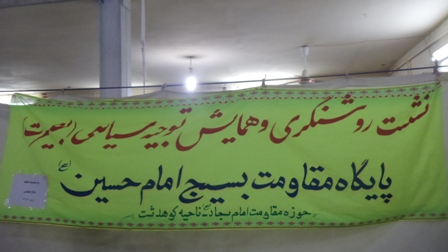 نشست روشنگری و همایش توجیه سیاسی (بصیرت)
پایگاه مقاومت بسیج امام حسین (ع)
حوزه مقاومت امام سجاد ناحیه کوهدشت